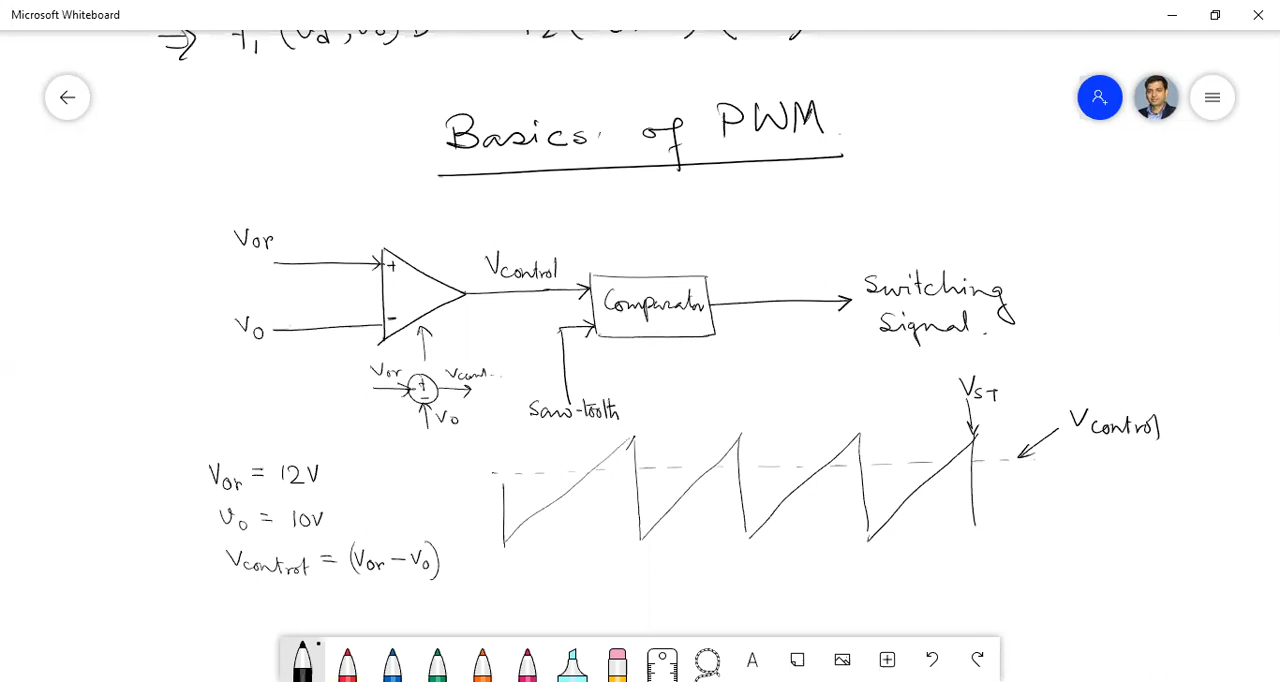 Microsoft Whiteboard
Basics of PWM
Vor
Vcontrol
+
Comparator
Switching
Signal.
Vo
-
Vor
+
-
Vcont...
Vo
Saw-tooth
VST
Vcontrol
Vor = 12V
Vo = 10V
Vcontrol = (Vor - Vo)
A